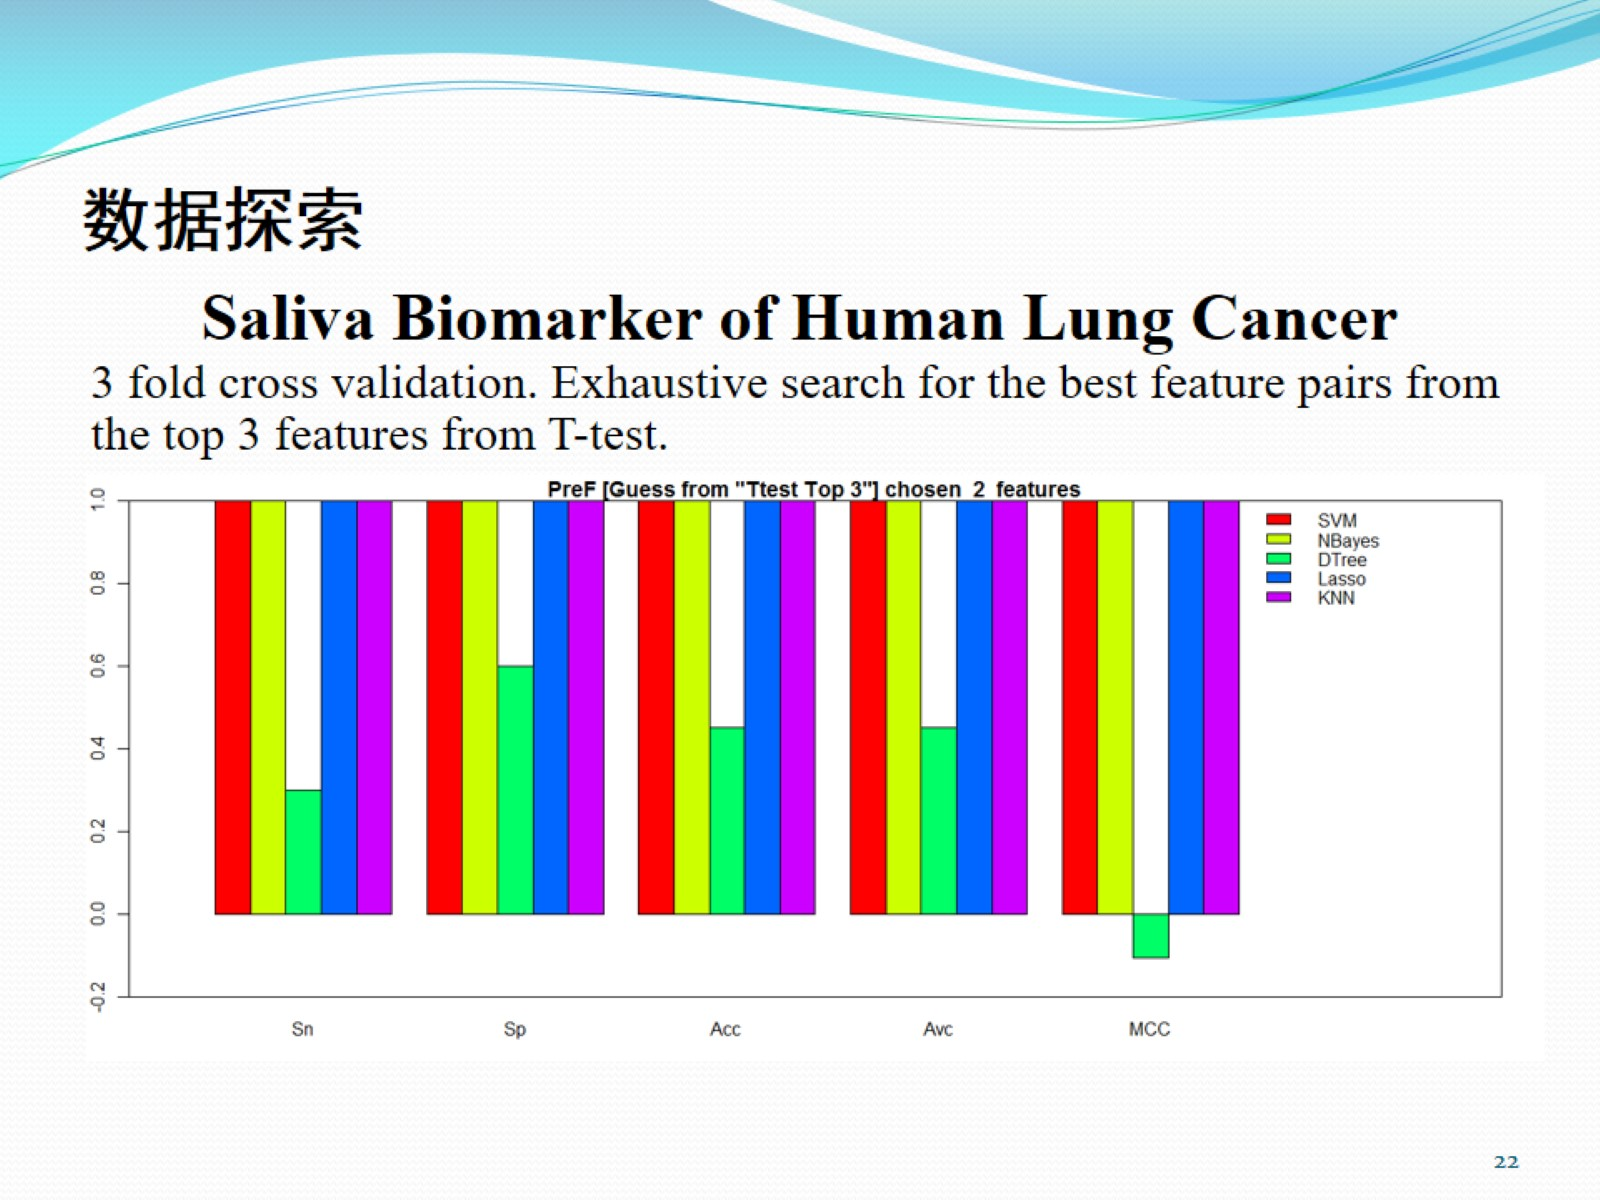 数据探索
Saliva Biomarker of Human Lung Cancer
3 fold cross validation. Exhaustive search for the best feature pairs from
the top 3 features from T-test.
PreF [Guess from "Ttest Top 3"] chosen 2 features
1.0
0.8
0.6
0.4
0.2
0.0
-0.2
SVM
NBayes
DTree
Lasso
KNN
Sn Sp Acc Avc MCC
22